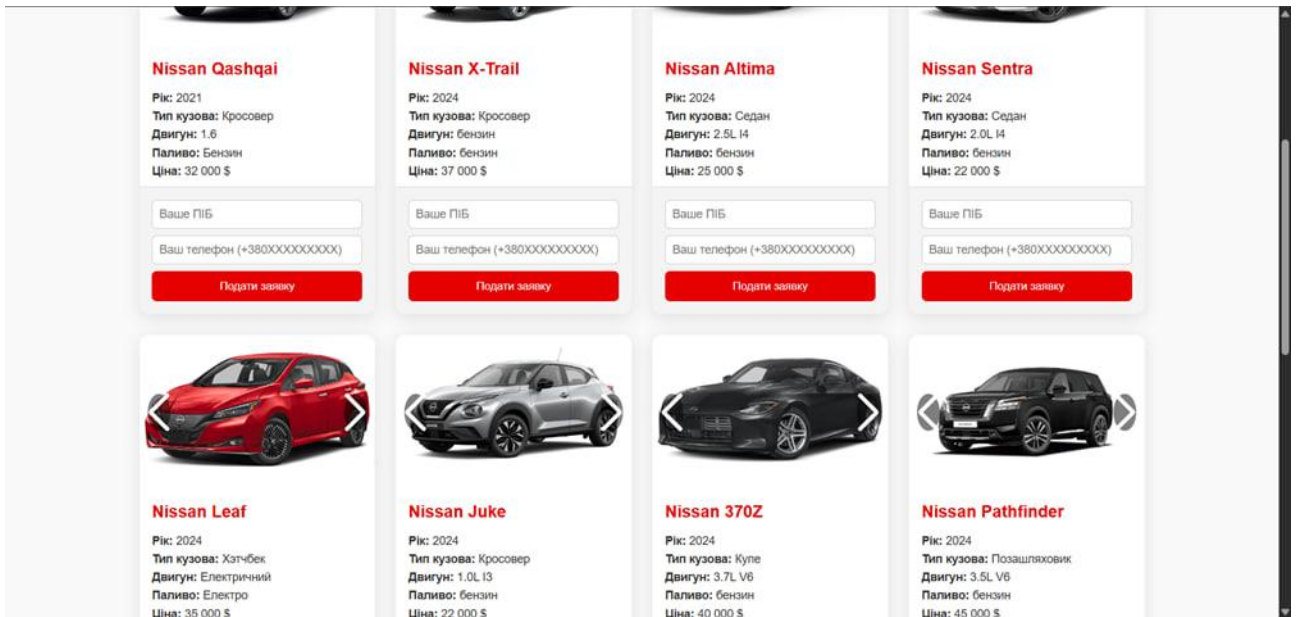 Nissan Qashqai
Рік: 2021
Тип кузова: Кросовер
Двигун: 1.6
Паливо: Бензин
Ціна: 32 000 $
Ваше ПІБ
Ваш телефон (+380XXXXXXXXX)
Подати заявку
Nissan X-Trail
Рік: 2024
Тип кузова: Кросовер
Двигун: бензин
Паливо: бензин
Ціна: 37 000 $
Ваше ПІБ
Ваш телефон (+380XXXXXXXXX)
Подати заявку
Nissan Altima
Рік: 2024
Тип кузова: Седан
Двигун: 2.5L I4
Паливо: бензин
Ціна: 25 000 $
Ваше ПІБ
Ваш телефон (+380XXXXXXXXX)
Подати заявку
Nissan Sentra
Рік: 2024
Тип кузова: Седан
Двигун: 2.0L I4
Паливо: бензин
Ціна: 22 000 $
Ваше ПІБ
Ваш телефон (+380XXXXXXXXX)
Подати заявку
Nissan Leaf
Рік: 2024
Тип кузова: Хэтчбек
Двигун: Електричний
Паливо: Електро
Ціна: 35 000 $
Nissan Juke
Рік: 2024
Тип кузова: Кросовер
Двигун: 1.0L I3
Паливо: бензин
Ціна: 22 000 $
Nissan 370Z
Рік: 2024
Тип кузова: Купе
Двигун: 3.7L V6
Паливо: бензин
Ціна: 40 000 $
Nissan Pathfinder
Рік: 2024
Тип кузова: Позашляховик
Двигун: 3.5L V6
Паливо: бензин
Ціна: 45 000 $